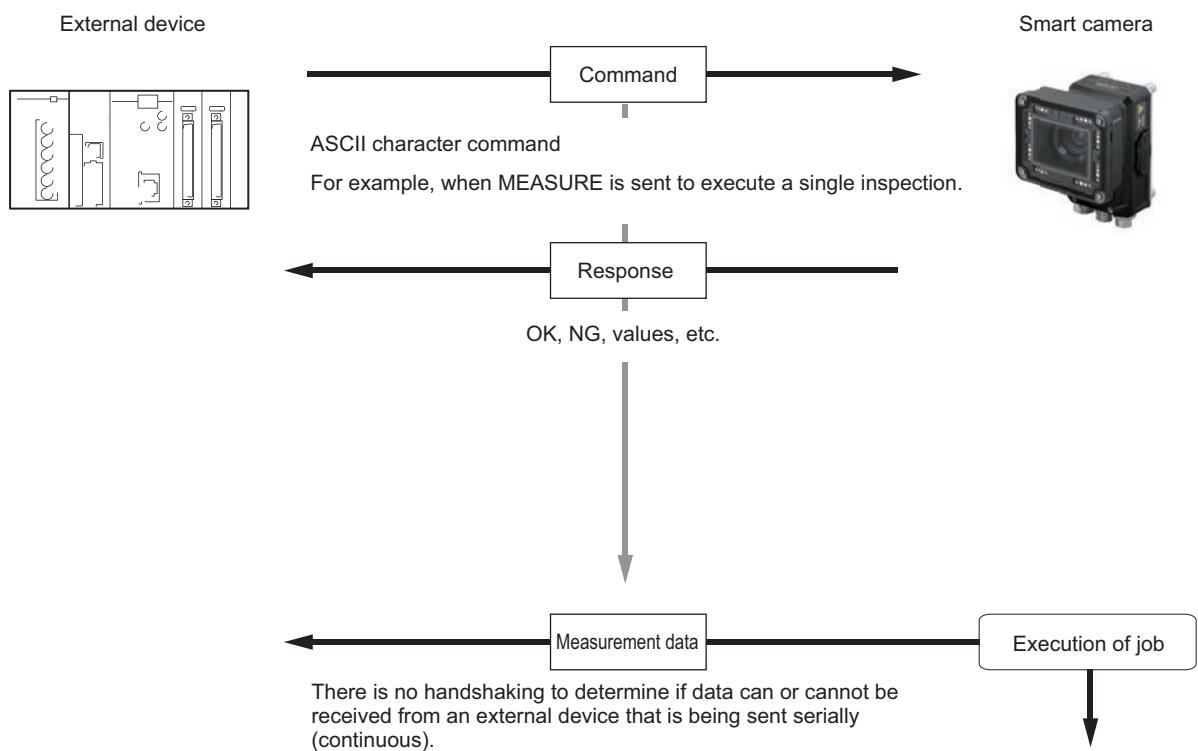 External device
Smart camera
Command
ASCII character command
For example, when MEASURE is sent to execute a single inspection.
Response
OK, NG, values, etc.
Measurement data
Execution of job
There is no handshaking to determine if data can or cannot be
received from an external device that is being sent serially
(continuous).